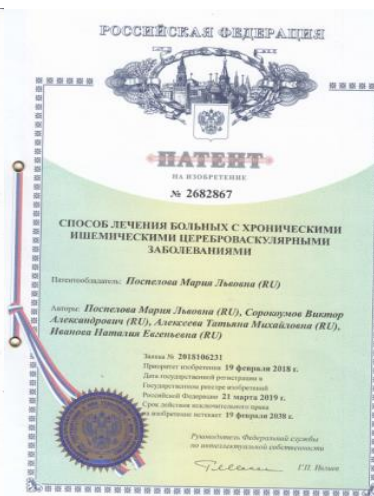 РОССИЙСКАЯ ФЕДЕРАЦИЯ
ПАТЕНТ
НА ИЗОБРЕТЕНИЕ
№ 2682867
СПОСОБ ЛЕЧЕНИЯ БОЛЬНЫХ С ХРОНИЧЕСКИМИ
ИШЕМИЧЕСКИМИ ЦЕРЕБРОВАСКУЛЯРНЫМИ
ЗАБОЛЕВАНИЯМИ
Патентообладатель: Поспелова Мария Львовна (RU)
Авторы: Поспелова Мария Львовна (RU), Сорокоумов Виктор
Александрович (RU), Алексеева Татьяна Михайловна (RU),
Иванова Наталия Евгеньевна (RU)
Заявка № 2018106231
Приоритет изобретения 19 февраля 2018 г.
Дата государственной регистрации в
Государственном реестре изобретений
Российской Федерации 21 марта 2019 г.
Срок действия исключительного права
на изобретение истекает 19 февраля 2038 г.
Руководитель Федеральной службы
по интеллектуальной собственности
Г.П. Ивлиев